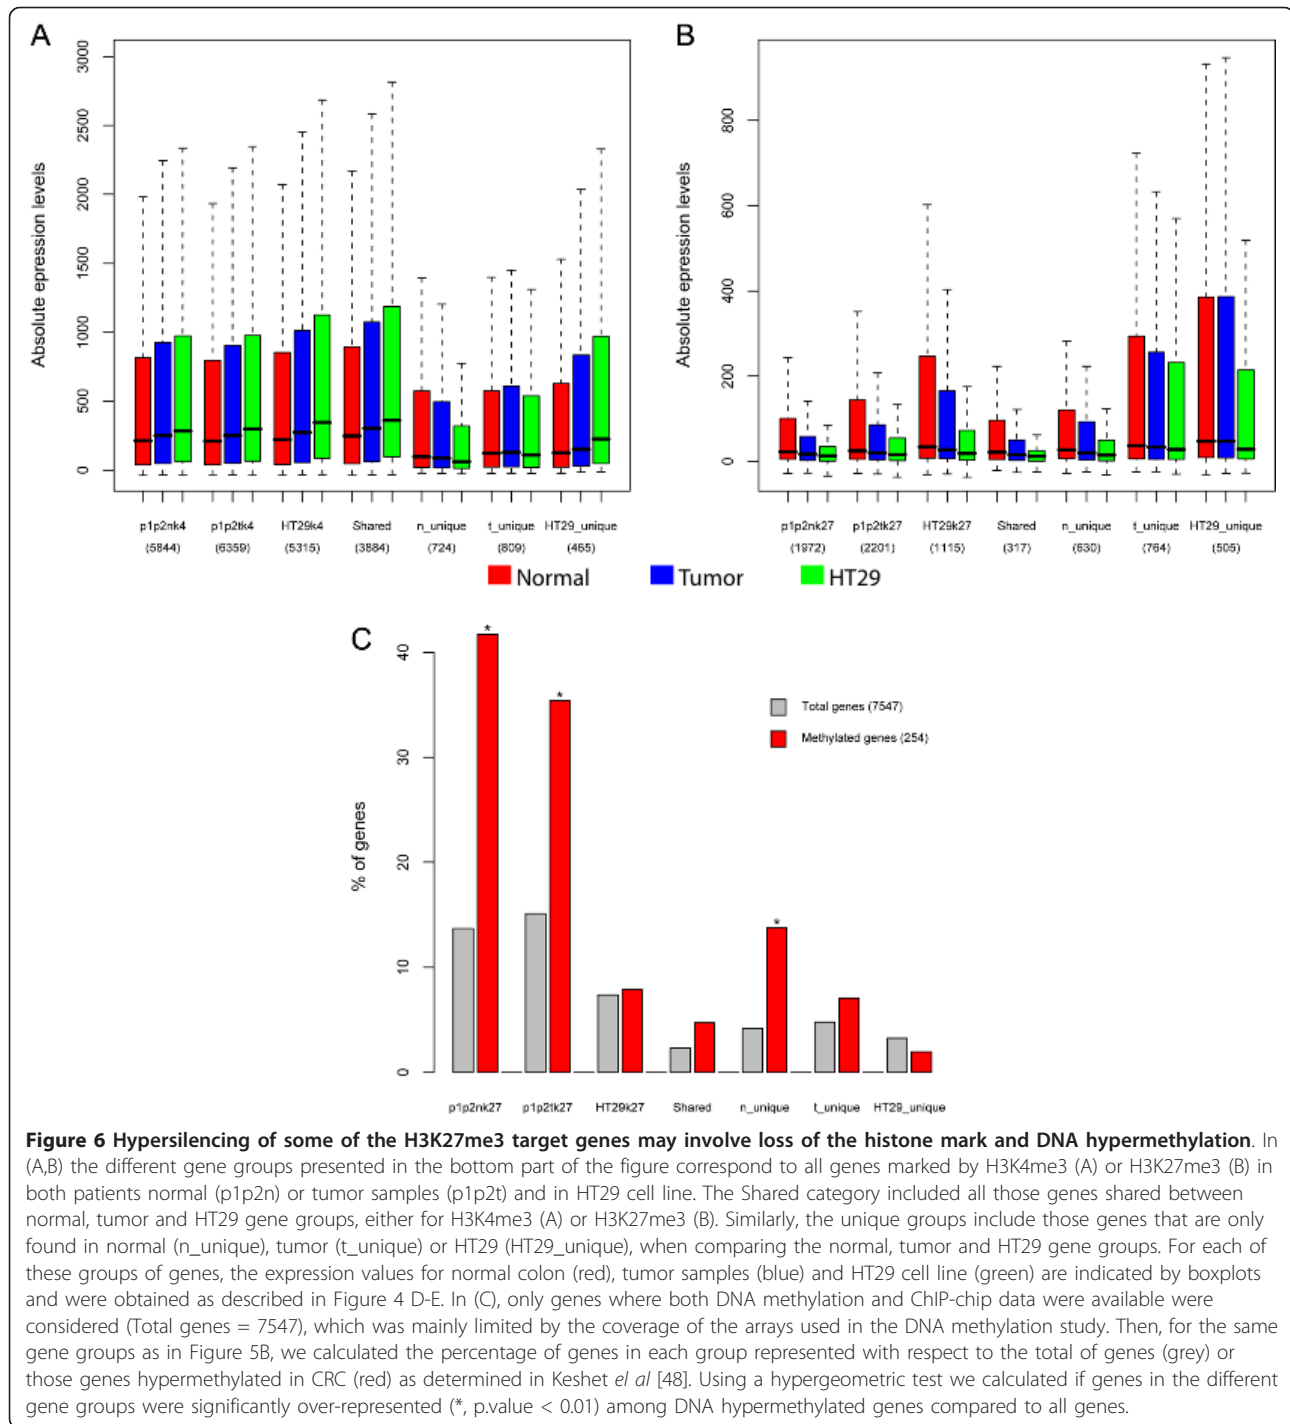 A
Absolute epression levels
3000
2500
2000
1500
1000
500
0
p1p2nk4 p1p2tk4 HT29k4 Shared n_unique t_unique HT29_unique
(5844) (6359) (5315) (3884) (724) (809) (465)
B
Absolute epression levels
800
600
400
200
0
p1p2nk27 p1p2tk27 HT29k27 Shared n_unique t_unique HT29_unique
(1972) (2201) (1115) (317) (630) (764) (505)
Normal Tumor HT29
C
% of genes
40
30
20
10
0
* * *
Total genes (7547)
Methylated genes (254)
p1p2nk27 p1p2tk27 HT29k27 Shared n_unique t_unique HT29_unique
Figure 6 Hypersilencing of some of the H3K27me3 target genes may involve loss of the histone mark and DNA hypermethylation. In
(A,B) the different gene groups presented in the bottom part of the figure correspond to all genes marked by H3K4me3 (A) or H3K27me3 (B) in
both patients normal (p1p2n) or tumor samples (p1p2t) and in HT29 cell line. The Shared category included all those genes shared between
normal, tumor and HT29 gene groups, either for H3K4me3 (A) or H3K27me3 (B). Similarly, the unique groups include those genes that are only
found in normal (n_unique), tumor (t_unique) or HT29 (HT29_unique), when comparing the normal, tumor and HT29 gene groups. For each of
these groups of genes, the expression values for normal colon (red), tumor samples (blue) and HT29 cell line (green) are indicated by boxplots
and were obtained as described in Figure 4 D-E. In (C), only genes where both DNA methylation and ChIP-chip data were available were
considered (Total genes = 7547), which was mainly limited by the coverage of the arrays used in the DNA methylation study. Then, for the same
gene groups as in Figure 5B, we calculated the percentage of genes in each group represented with respect to the total of genes (grey) or
those genes hypermethylated in CRC (red) as determined in Keshet et al [48]. Using a hypergeometric test we calculated if genes in the different
gene groups were significantly over-represented (*, p.value < 0.01) among DNA hypermethylated genes compared to all genes.